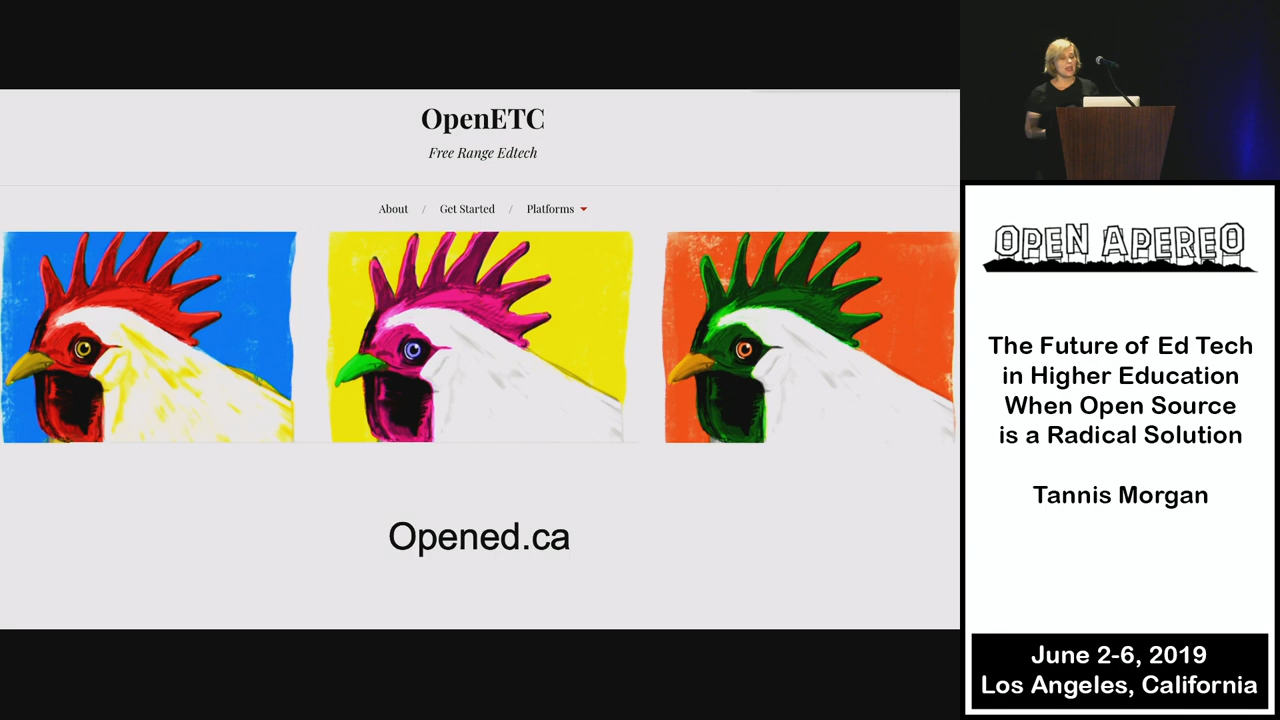 OpenETC
Free Range Edtech
About / Get Started / Platforms
Opened.ca
OPEN APEREO
The Future of Ed Tech
in Higher Education
When Open Source
is a Radical Solution
Tannis Morgan
June 2-6, 2019
Los Angeles, California